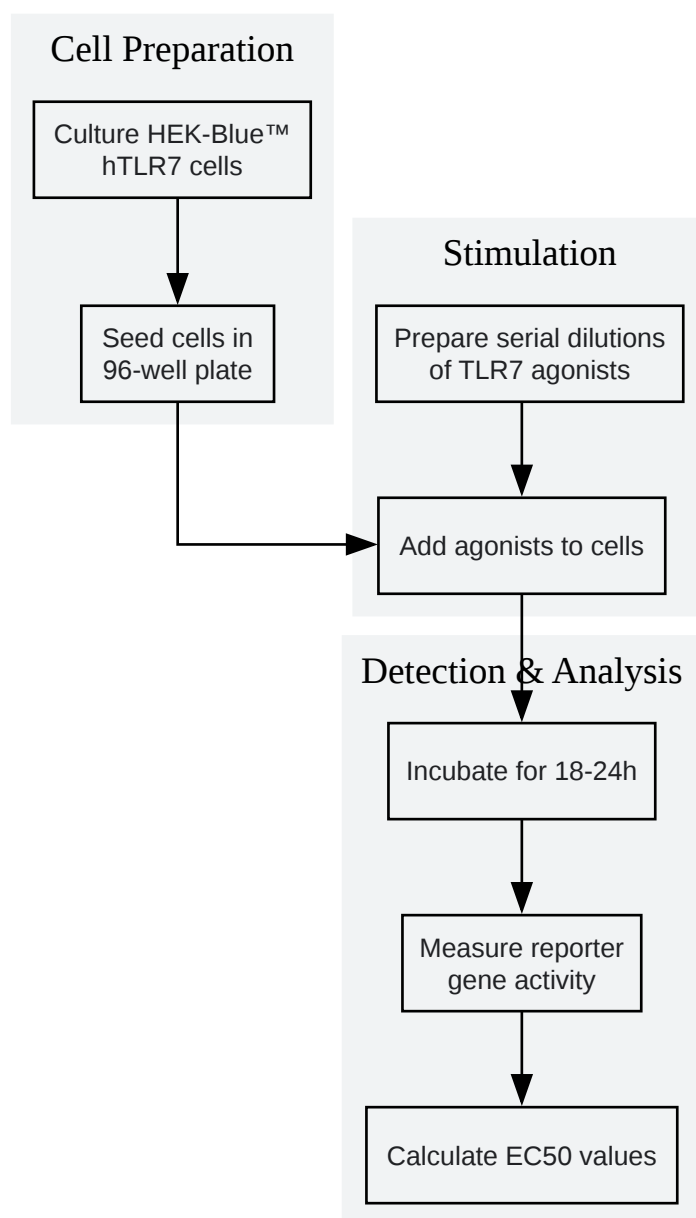 Cell Preparation
Culture HEK-Blue™
hTLR7 cells
Seed cells in
96-well plate
Stimulation
Prepare serial dilutions
of TLR7 agonists
Add agonists to cells
Detection & Analysis
Incubate for 18-24h
Measure reporter
gene activity
Calculate EC50 values